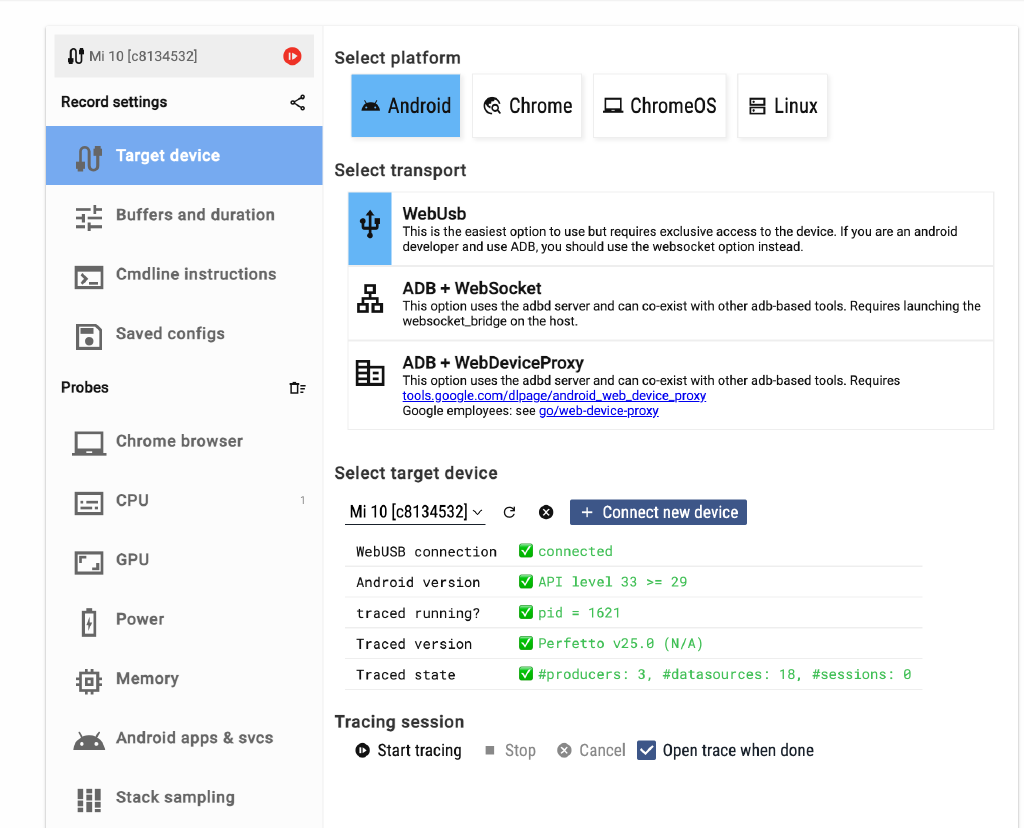 Mi 10 [c8134532]
Record settings
Target device
Buffers and duration
Cmdline instructions
Saved configs
Probes
Chrome browser
CPU 1
GPU
Power
Memory
Android apps & svcs
Stack sampling
Select platform
Android Chrome ChromeOS Linux
Select transport
WebUsb
This is the easiest option to use but requires exclusive access to the device. If you are an android
developer and use ADB, you should use the websocket option instead.
ADB + WebSocket
This option uses the adbd server and can co-exist with other adb-based tools. Requires launching the
websocket_bridge on the host.
ADB + WebDeviceProxy
This option uses the adbd server and can co-exist with other adb-based tools. Requires
tools.google.com/dlpage/android_web_device_proxy
Google employees: see go/web-device-proxy
Select target device
Mi 10 [c8134532] + Connect new device
WebUSB connection ✅ connected
Android version ✅ API level 33 >= 29
traced running? ✅ pid = 1621
Traced version ✅ Perfetto v25.0 (N/A)
Traced state ✅ #producers: 3, #datasources: 18, #sessions: 0
Tracing session
Start tracing Stop Cancel Open trace when done